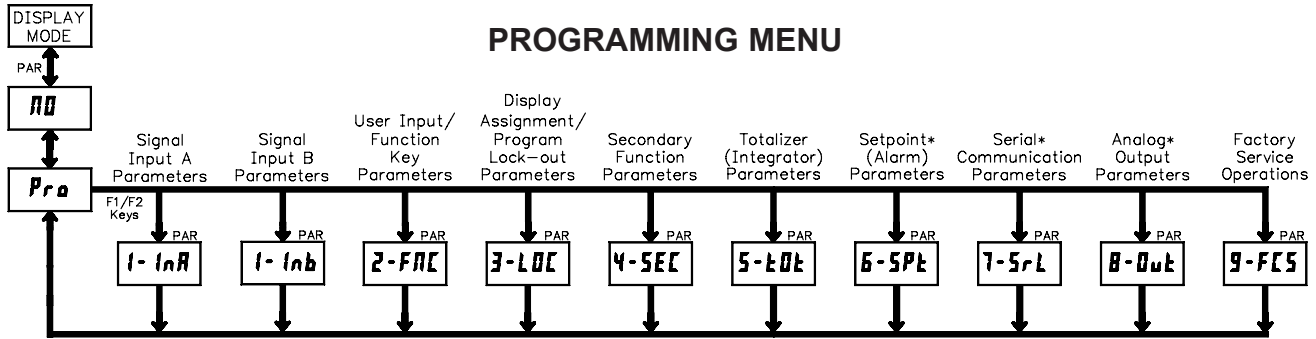 DISPLAY
MODE
PROGRAMMING MENU
PAR
NO
Pro
F1/F2
Keys
Signal
Input A
Parameters
Signal
Input B
Parameters
User Input/
Function
Key
Parameters
Display
Assignment/
Program
Lock-out
Parameters
Secondary
Function
Parameters
Totalizer
(Integrator)
Parameters
Setpoint*
(Alarm)
Parameters
Serial*
Communication
Parameters
Analog*
Output
Parameters
Factory
Service
Operations
PAR
PAR
PAR
PAR
PAR
PAR
PAR
PAR
PAR
PAR
1-InA
1-Inb
2-FNC
3-LOC
4-SEC
5-tOt
6-SPt
7-SrL
8-Out
9-FCS